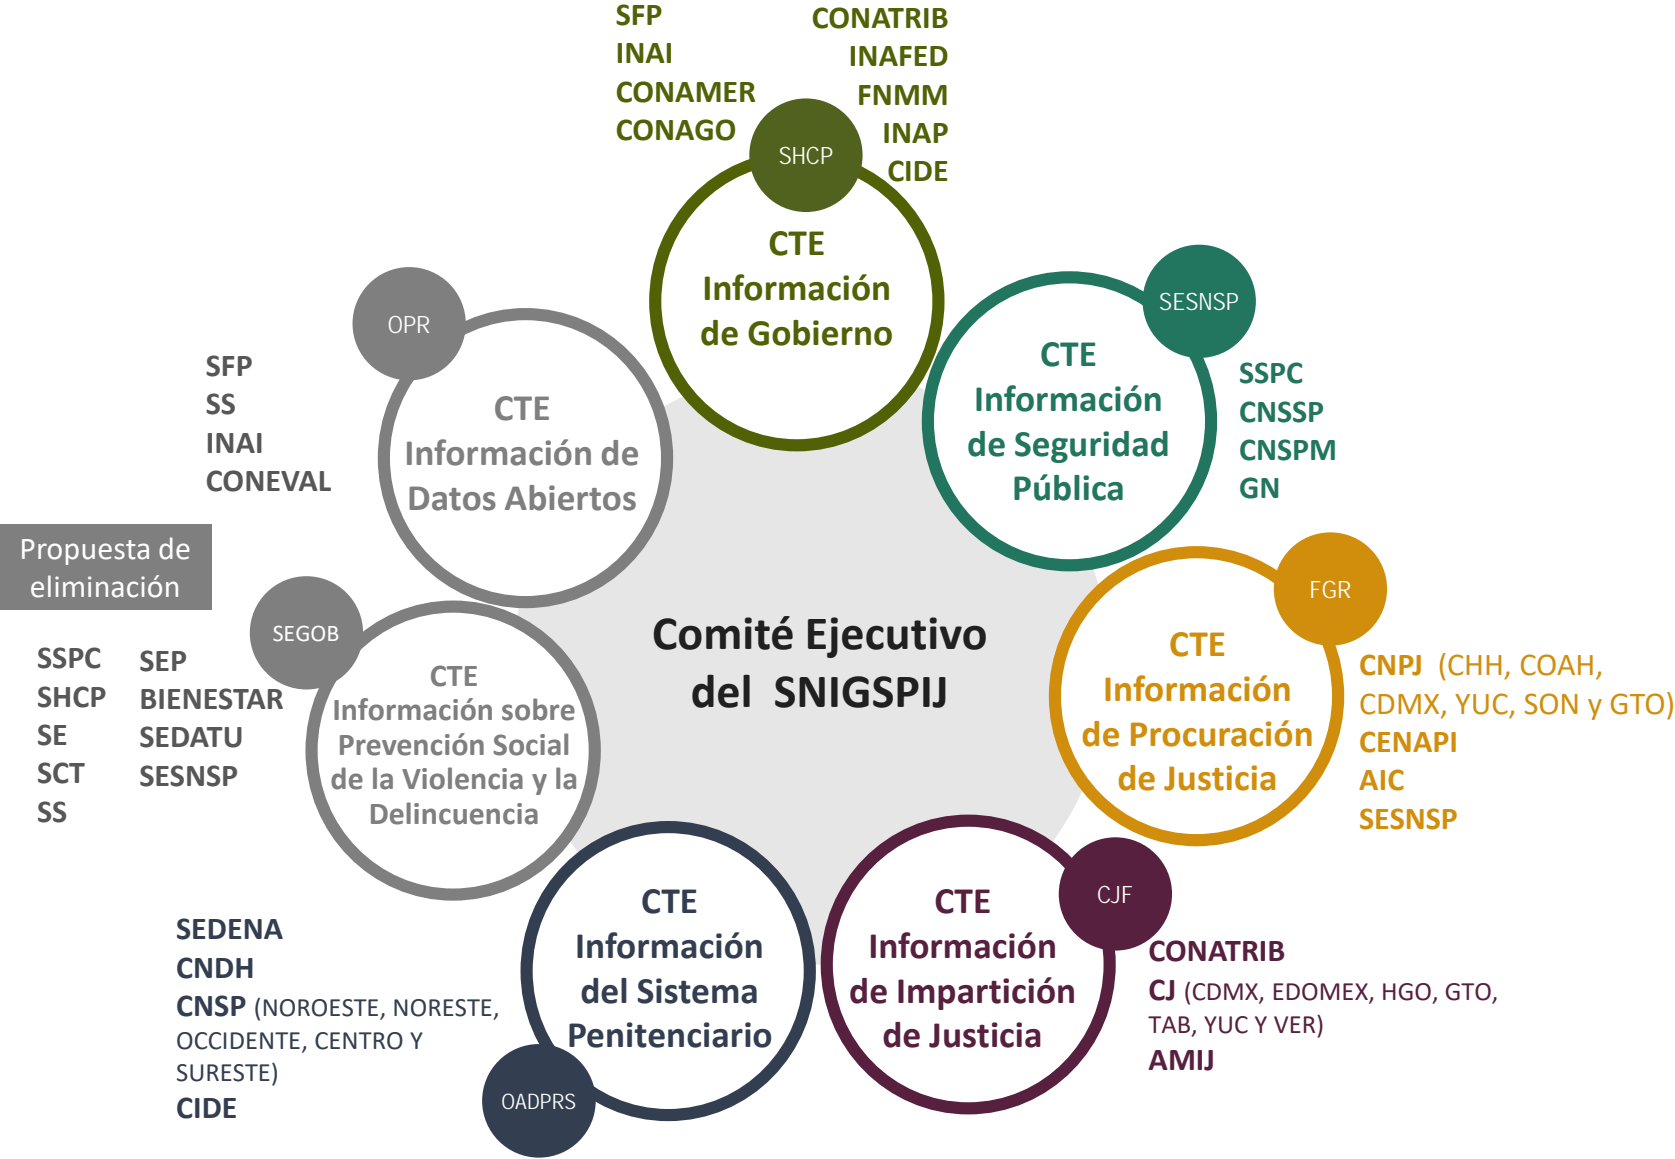 SFP
INAI
CONAMER
CONAGO
CONATRIB
INAFED
FNMM
INAP
CIDE
SHCP
CTE
Información
de Gobierno
SESNSP
CTE
Información
de Seguridad
Pública
SSPC
CNSSP
CNSPM
GN
OPR
CTE
Información de
Datos Abiertos
SFP
SS
INAI
CONEVAL
Propuesta de
eliminación
SEGOB
CTE
Información sobre
Prevención Social
de la Violencia y la
Delincuencia
SSPC
SHCP
SE
SCT
SS
SEP
BIENESTAR
SEDATU
SESNSP
Comité Ejecutivo
del SNIGSPIJ
FGR
CTE
Información
de Procuración
de Justicia
CNPJ (CHH, COAH,
CDMX, YUC, SON y GTO)
CENAPI
AIC
SESNSP
CJF
CTE
Información
de Impartición
de Justicia
CONATRIB
CJ (CDMX, EDOMEX, HGO, GTO,
TAB, YUC Y VER)
AMIJ
CTE
Información
del Sistema
Penitenciario
OADPRS
SEDENA
CNDH
CNSP (NOROESTE, NORESTE,
OCCIDENTE, CENTRO Y
SURESTE)
CIDE